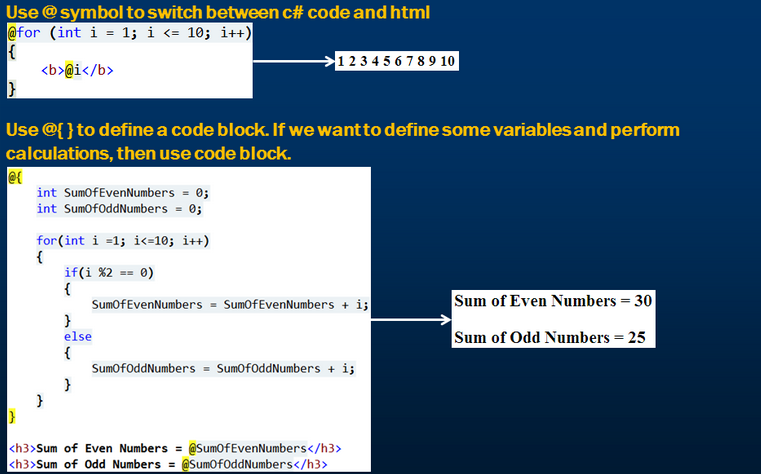 Use @ symbol to switch between c# code and html
@for (int i = 1; i <= 10; i++)
{
<b>@i</b>
}
1 2 3 4 5 6 7 8 9 10
Use @{ } to define a code block. If we want to define some variables and perform
calculations, then use code block.
@{
int SumOfEvenNumbers = 0;
int SumOfOddNumbers = 0;
for(int i =1; i<=10; i++)
{
if(i %2 == 0)
{
SumOfEvenNumbers = SumOfEvenNumbers + i;
}
else
{
SumOfOddNumbers = SumOfOddNumbers + i;
}
}
}
<h3>Sum of Even Numbers = @SumOfEvenNumbers</h3>
<h3>Sum of Odd Numbers = @SumOfOddNumbers</h3>
Sum of Even Numbers = 30
Sum of Odd Numbers = 25